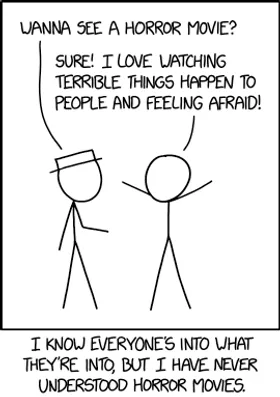 WANNA SEE A HORROR MOVIE?
SURE! I LOVE WATCHING
TERRIBLE THINGS HAPPEN TO
PEOPLE AND FEELING AFRAID!
I KNOW EVERYONE'S INTO WHAT
THEY'RE INTO, BUT I HAVE NEVER
UNDERSTOOD HORROR MOVIES.